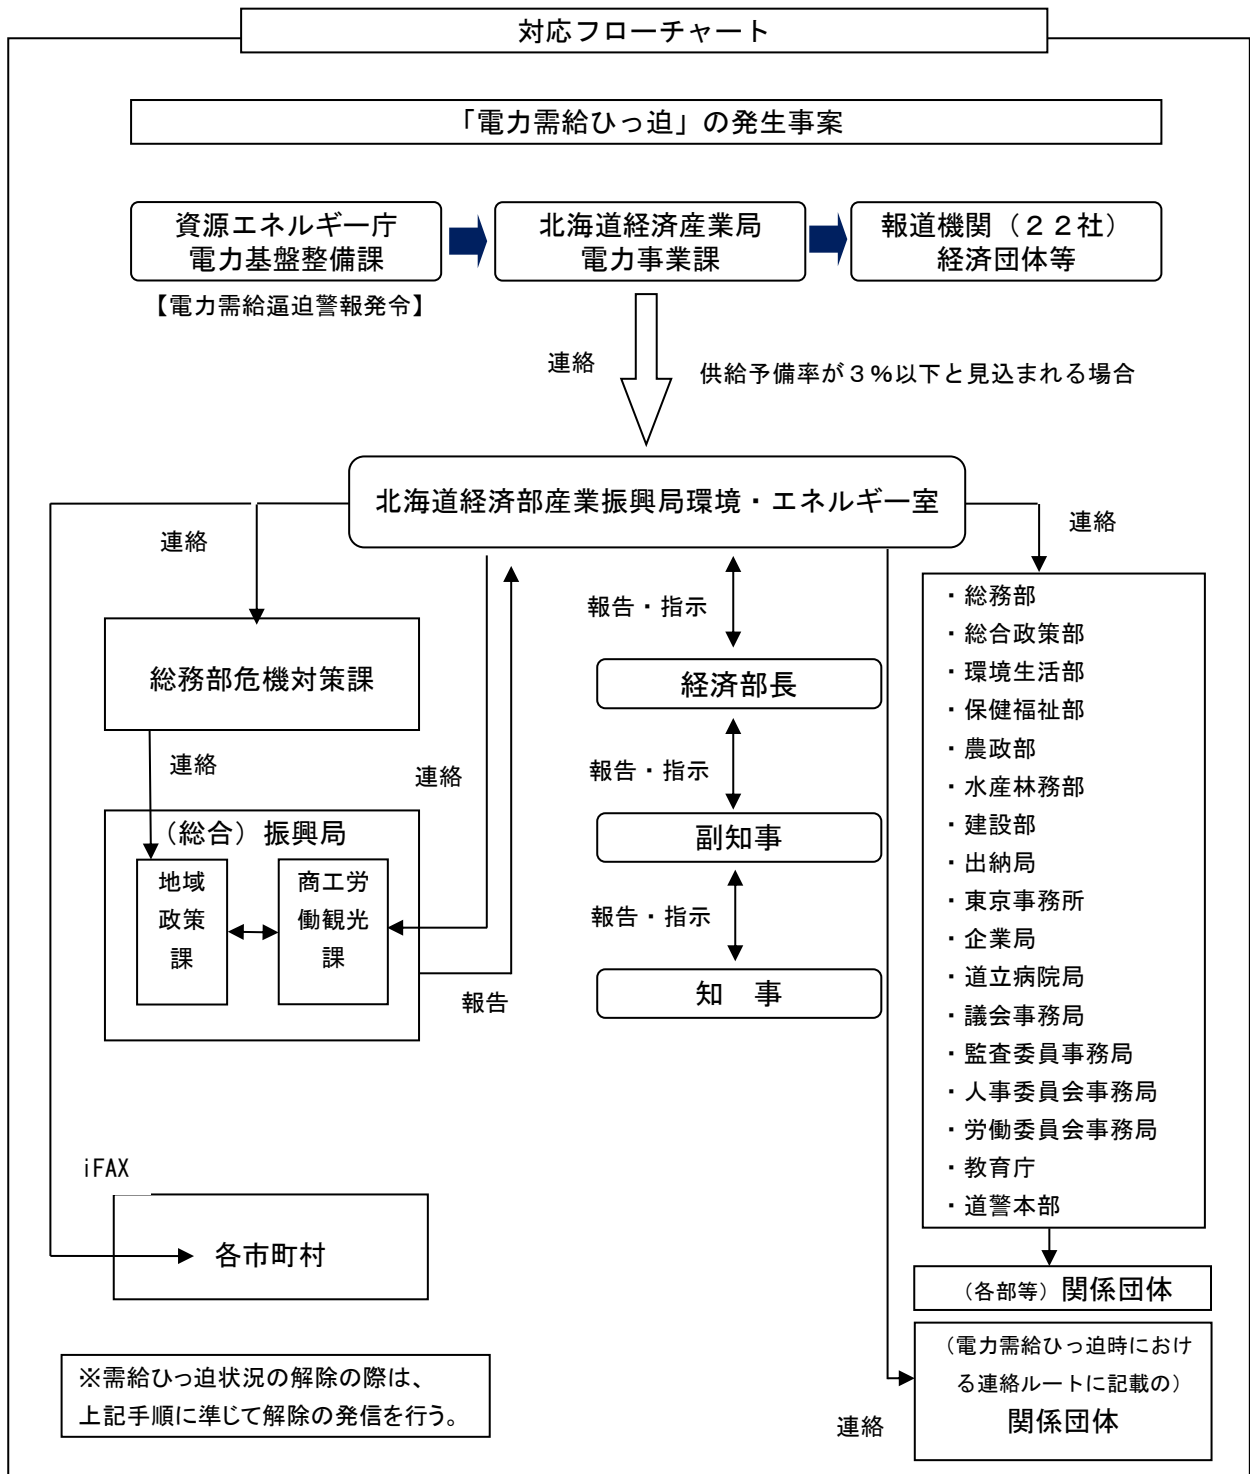 対応フローチャート
「電力需給ひっ迫」の発生事案
資源エネルギー庁
電力基盤整備課
北海道経済産業局
電力事業課
報道機関（２２社）
経済団体等
【電力需給逼迫警報発令】
連絡
供給予備率が３%以下と見込まれる場合
北海道経済部産業振興局環境・エネルギー室
連絡
連絡
報告・指示
総務部危機対策課
経済部長
連絡
連絡
報告・指示
（総合）振興局
地域
政策
課
商工労
働観光
課
副知事
報告・指示
報告
知　事
・総務部
・総合政策部
・環境生活部
・保健福祉部
・農政部
・水産林務部
・建設部
・出納局
・東京事務所
・企業局
・道立病院局
・議会事務局
・監査委員事務局
・人事委員会事務局
・労働委員会事務局
・教育庁
・道警本部
iFAX
各市町村
（各部等）関係団体
（電力需給ひっ迫時におけ
る連絡ルートに記載の）
関係団体
連絡
※需給ひっ迫状況の解除の際は、
上記手順に準じて解除の発信を行う。